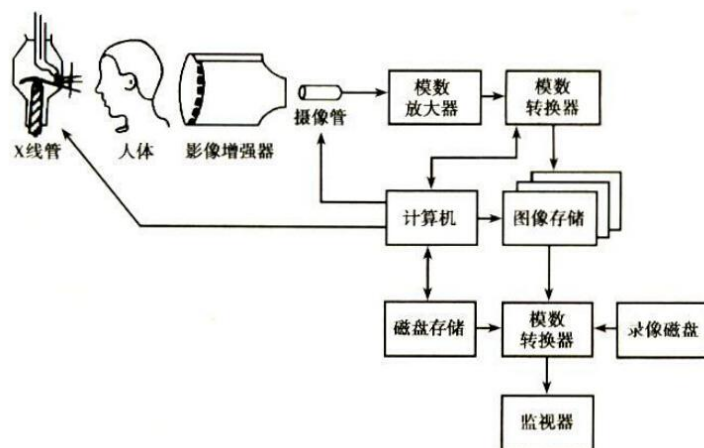 模数
放大器
模数
转换器
摄像管
X线管
人体
影像增强器
计算机
图像存储
磁盘存储
模数
转换器
录像磁盘
监视器